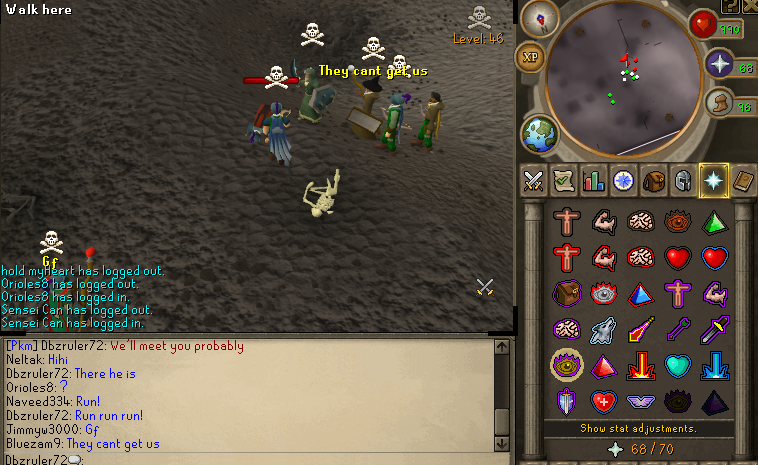 Walk here
Level: 46
They cant get us
Gf
hold myHeart has logged out.
Orioles8 has logged out.
Orioles8 has logged in.
Sensei Can has logged out.
Sensei Can has logged in.
[Pkm] Dbzruler72: We'll meet you probably
Neltak: Hihi
Dbzruler72: There he is
Orioles8: ?
Naveed334: Run!
Dbzruler72: Run run run!
Jimmyw3000: Gf
Bluezam9: They cant get us
Dbzruler72:
?
990
XP
68
96
Show stat adjustments.
68 / 70